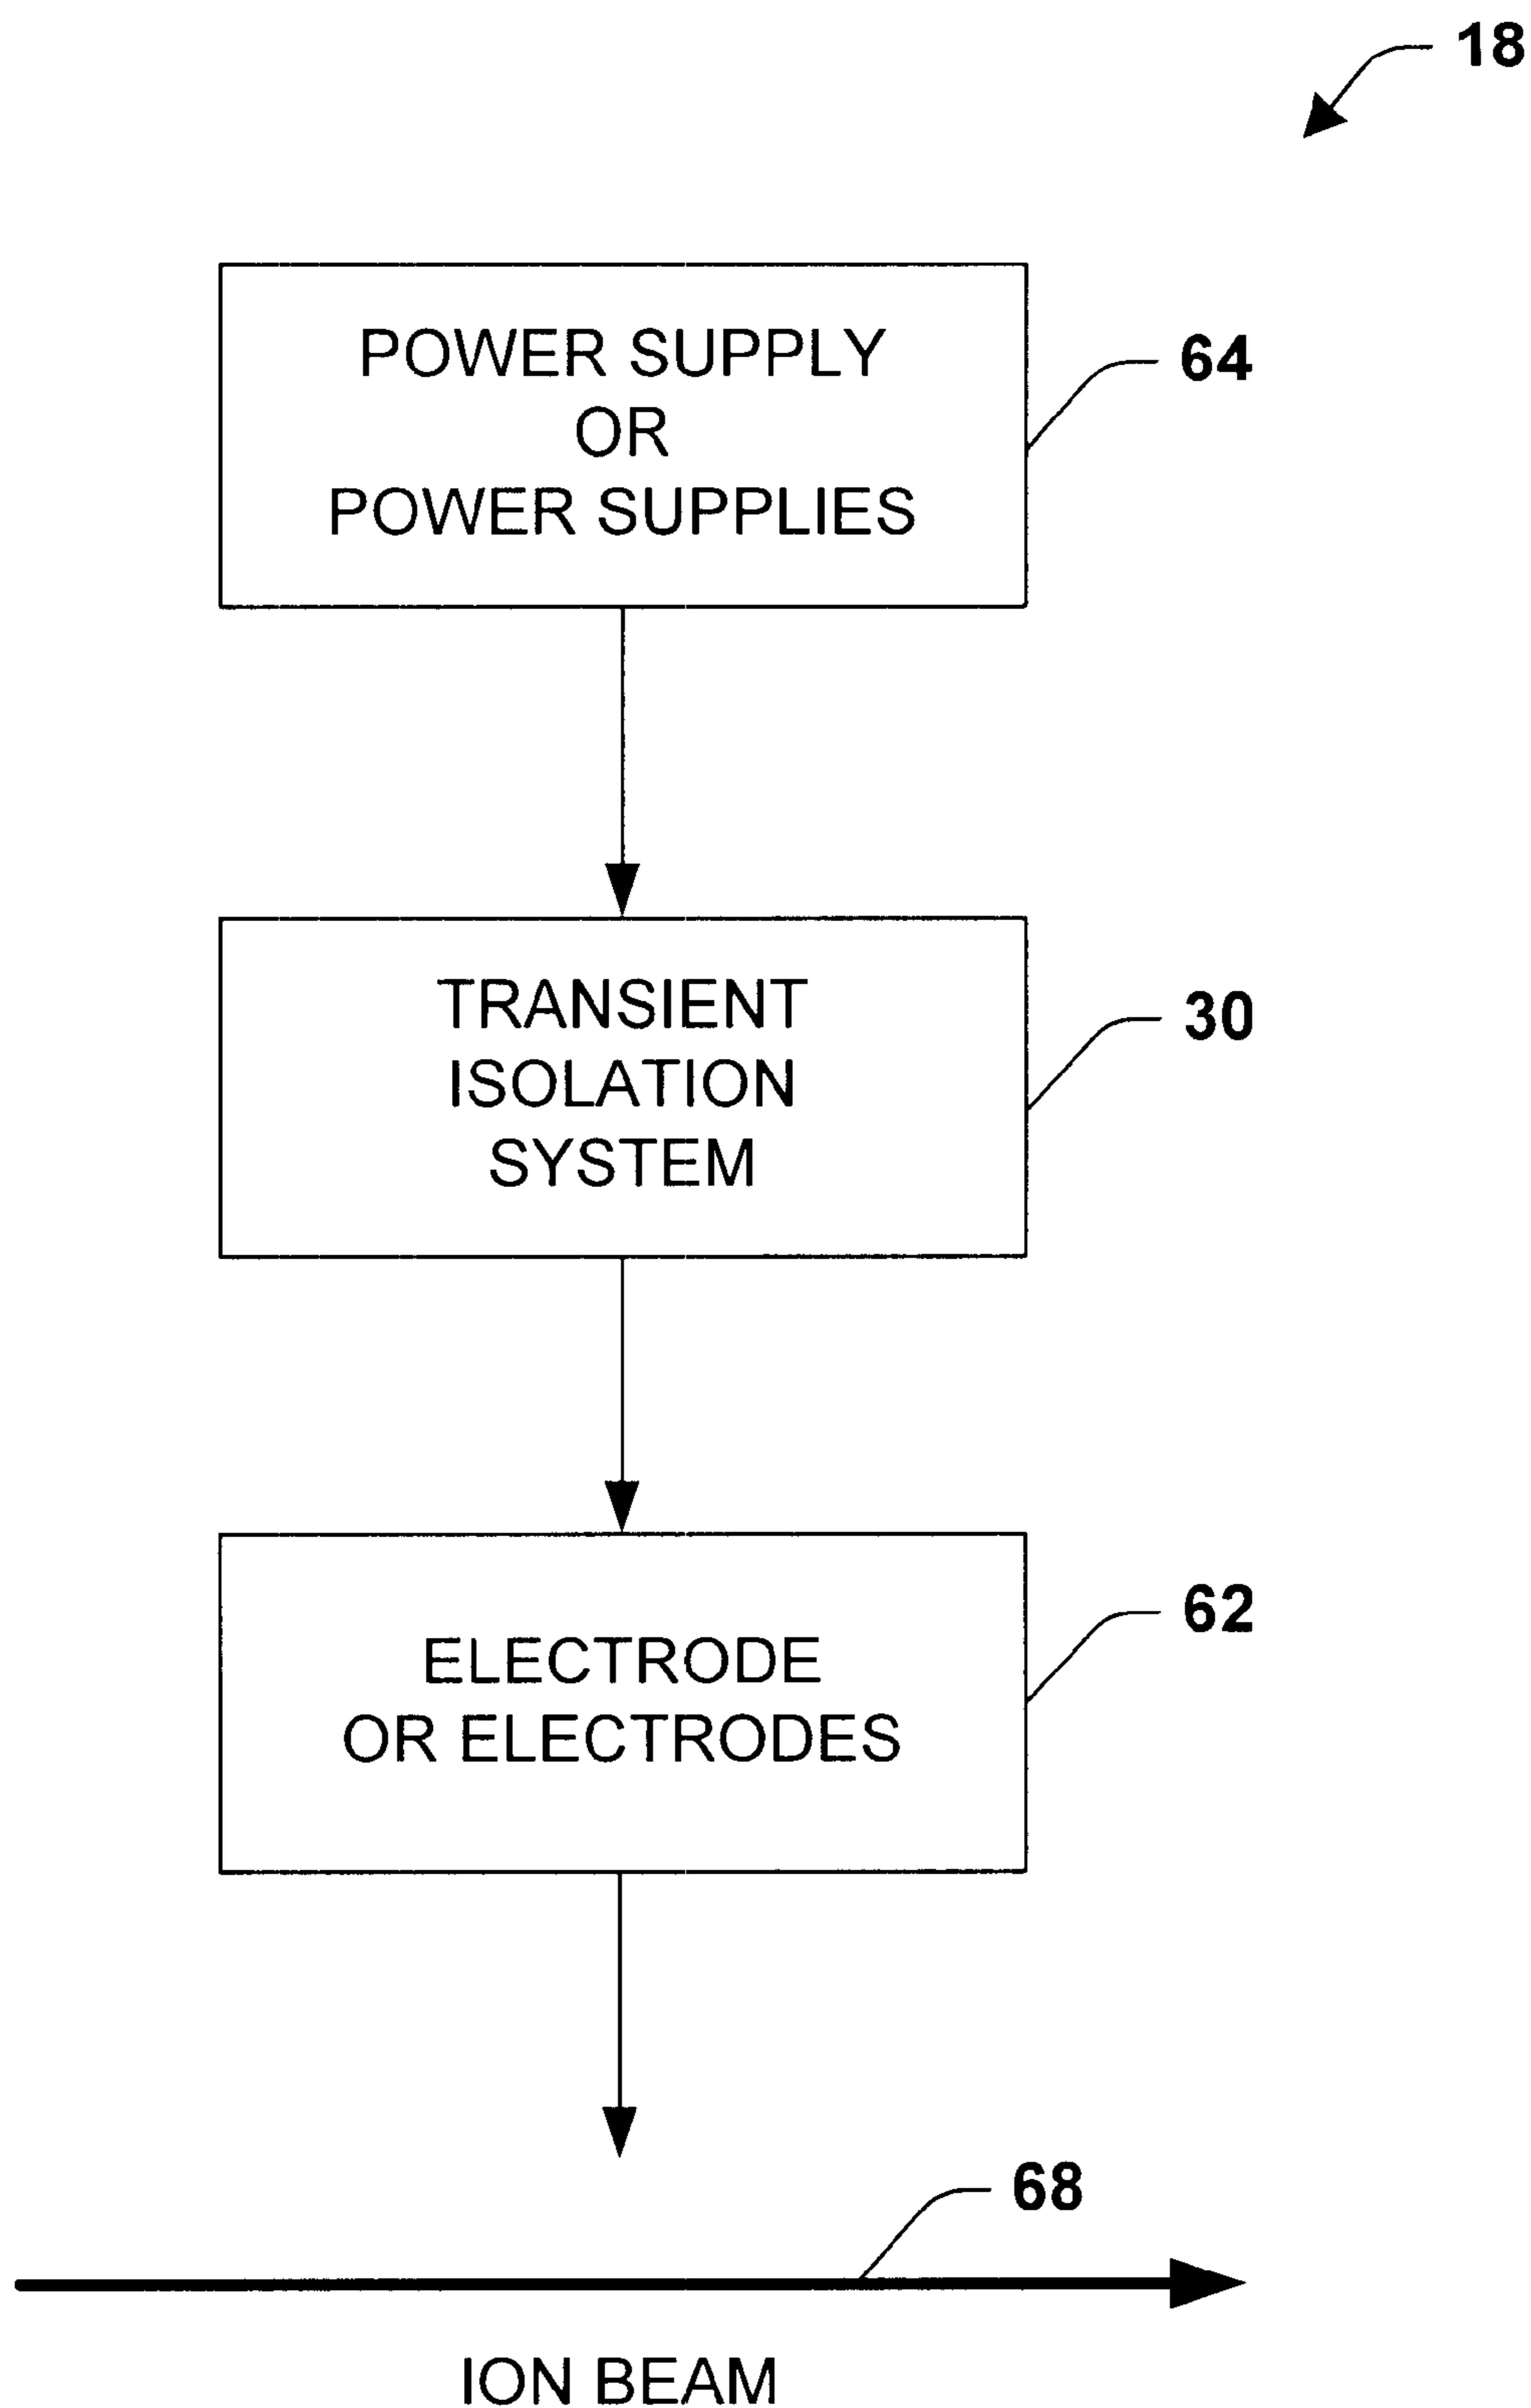 18
POWER SUPPLY
OR
POWER SUPPLIES
64
TRANSIENT
ISOLATION
SYSTEM
30
ELECTRODE
OR ELECTRODES
62
68
ION BEAM